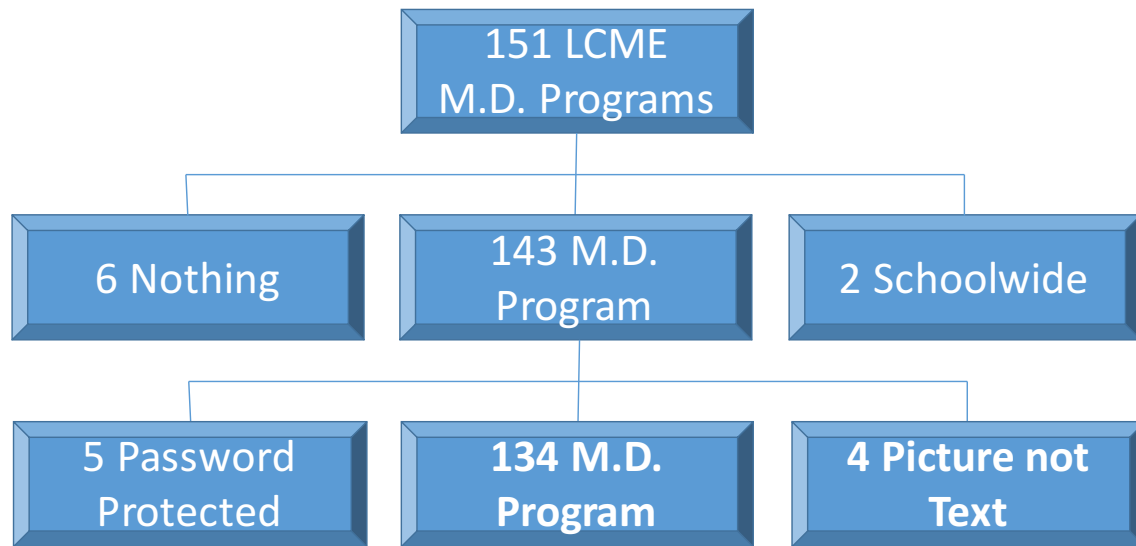 151 LCME
M.D. Programs
6 Nothing
143 M.D.
Program
2 Schoolwide
5 Password
Protected
134 M.D.
Program
4 Picture not
Text